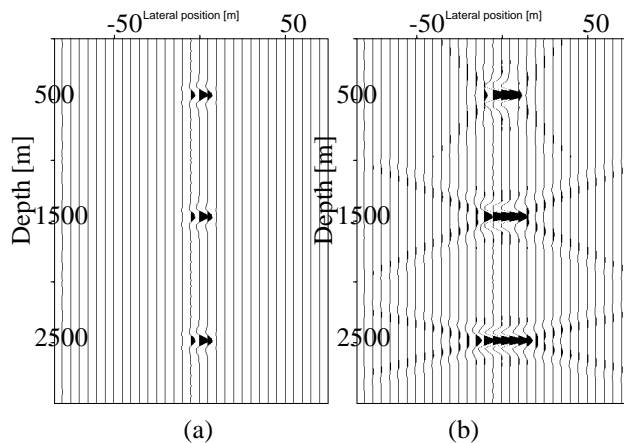 Lateral position [m]
-50 50
Depth [m]
500
1500
2500
(a)
Lateral position [m]
-50 50
Depth [m]
500
1500
2500
(b)